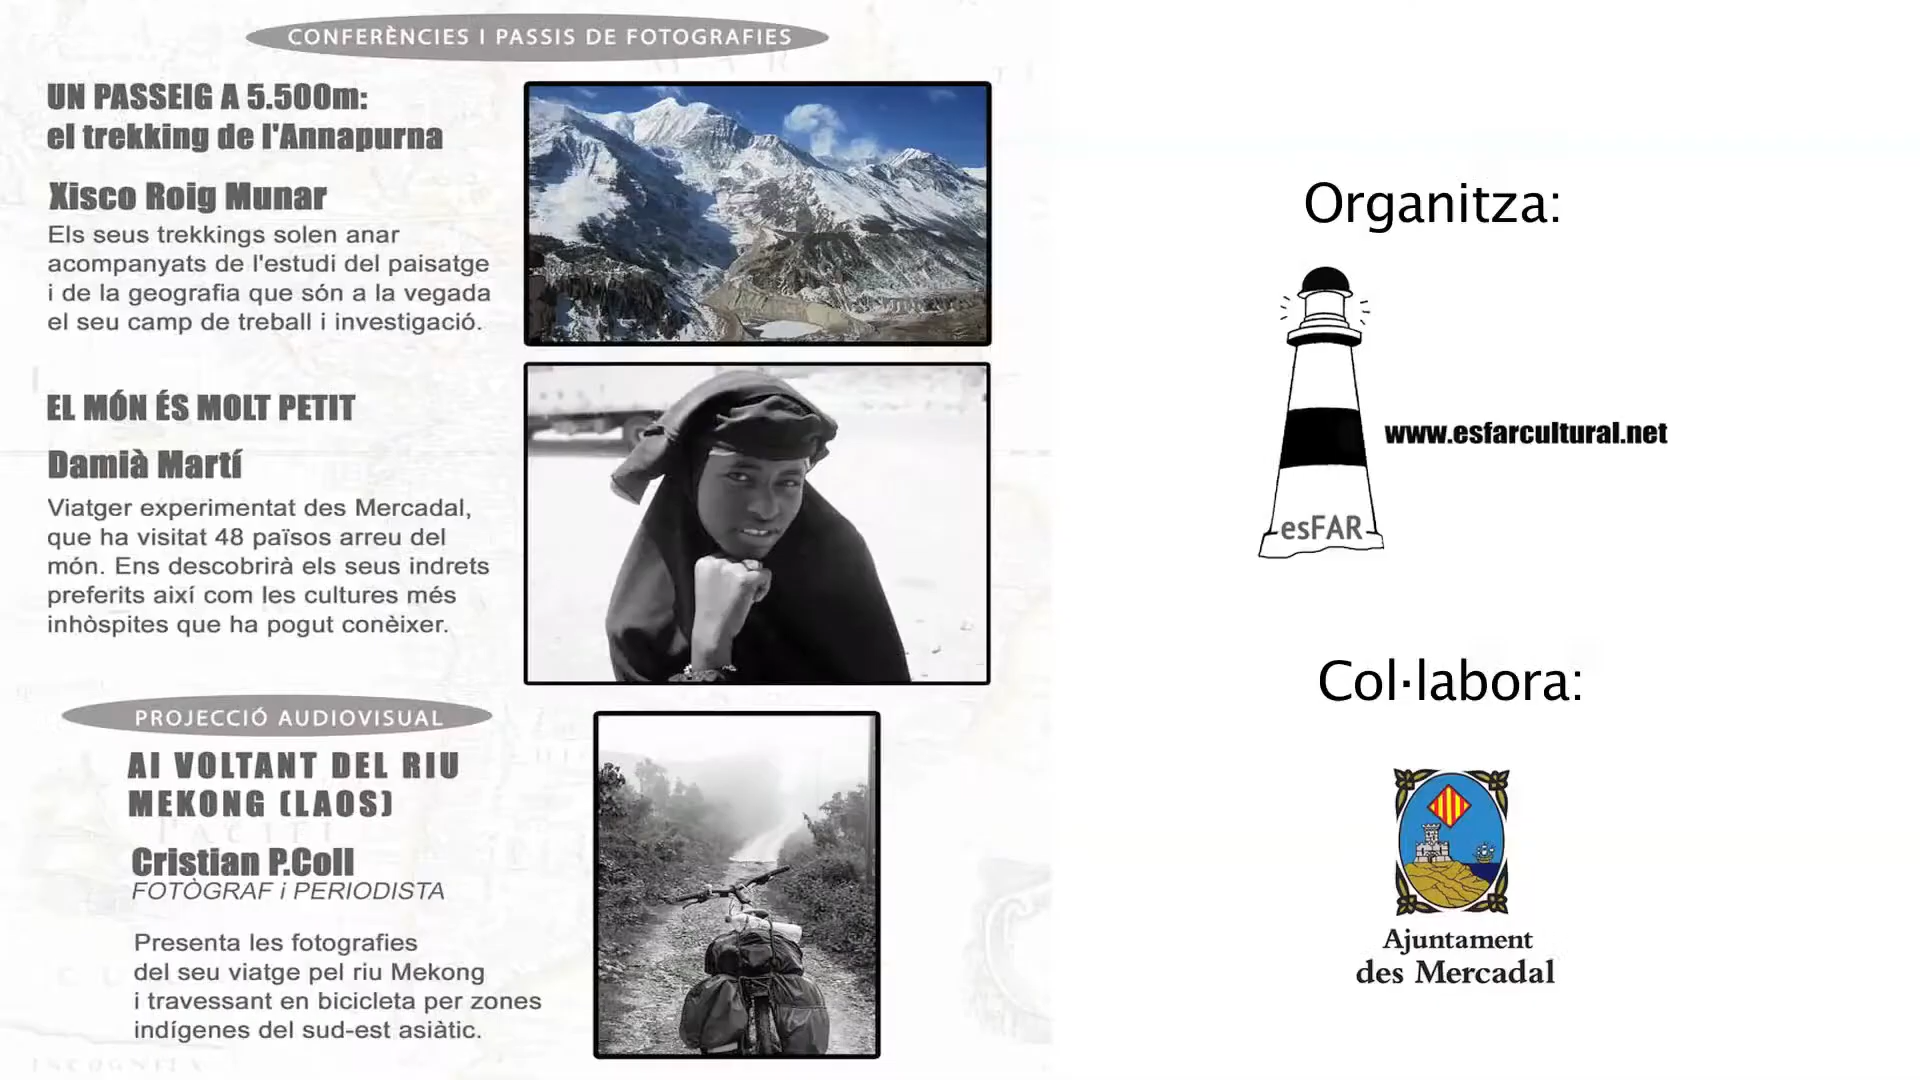 CONFERÈNCIES I PASSIS DE FOTOGRAFIES
UN PASSEIG A 5.500m:
el trekking de l'Annapurna
Xisco Roig Munar
Els seus trekkings solen anar
acompanyats de l'estudi del paisatge
i de la geografia que són a la vegada
el seu camp de treball i investigació.
EL MÓN ÉS MOLT PETIT
Damià Martí
Viatger experimentat des Mercadal,
que ha visitat 48 països arreu del
món. Ens descobrirà els seus indrets
preferits així com les cultures més
inhòspites que ha pogut conèixer.
PROJECCIÓ AUDIOVISUAL
Al VOLTANT DEL RIU
MEKONG (LAOS)
Cristian P.Coll
FOTÒGRAF i PERIODISTA
Presenta les fotografies
del seu viatge pel riu Mekong
i travessant en bicicleta per zones
indígenes del sud-est asiàtic.
Organitza:
www.esfarcultural.net
esFAR
Col·labora:
Ajuntament
des Mercadal